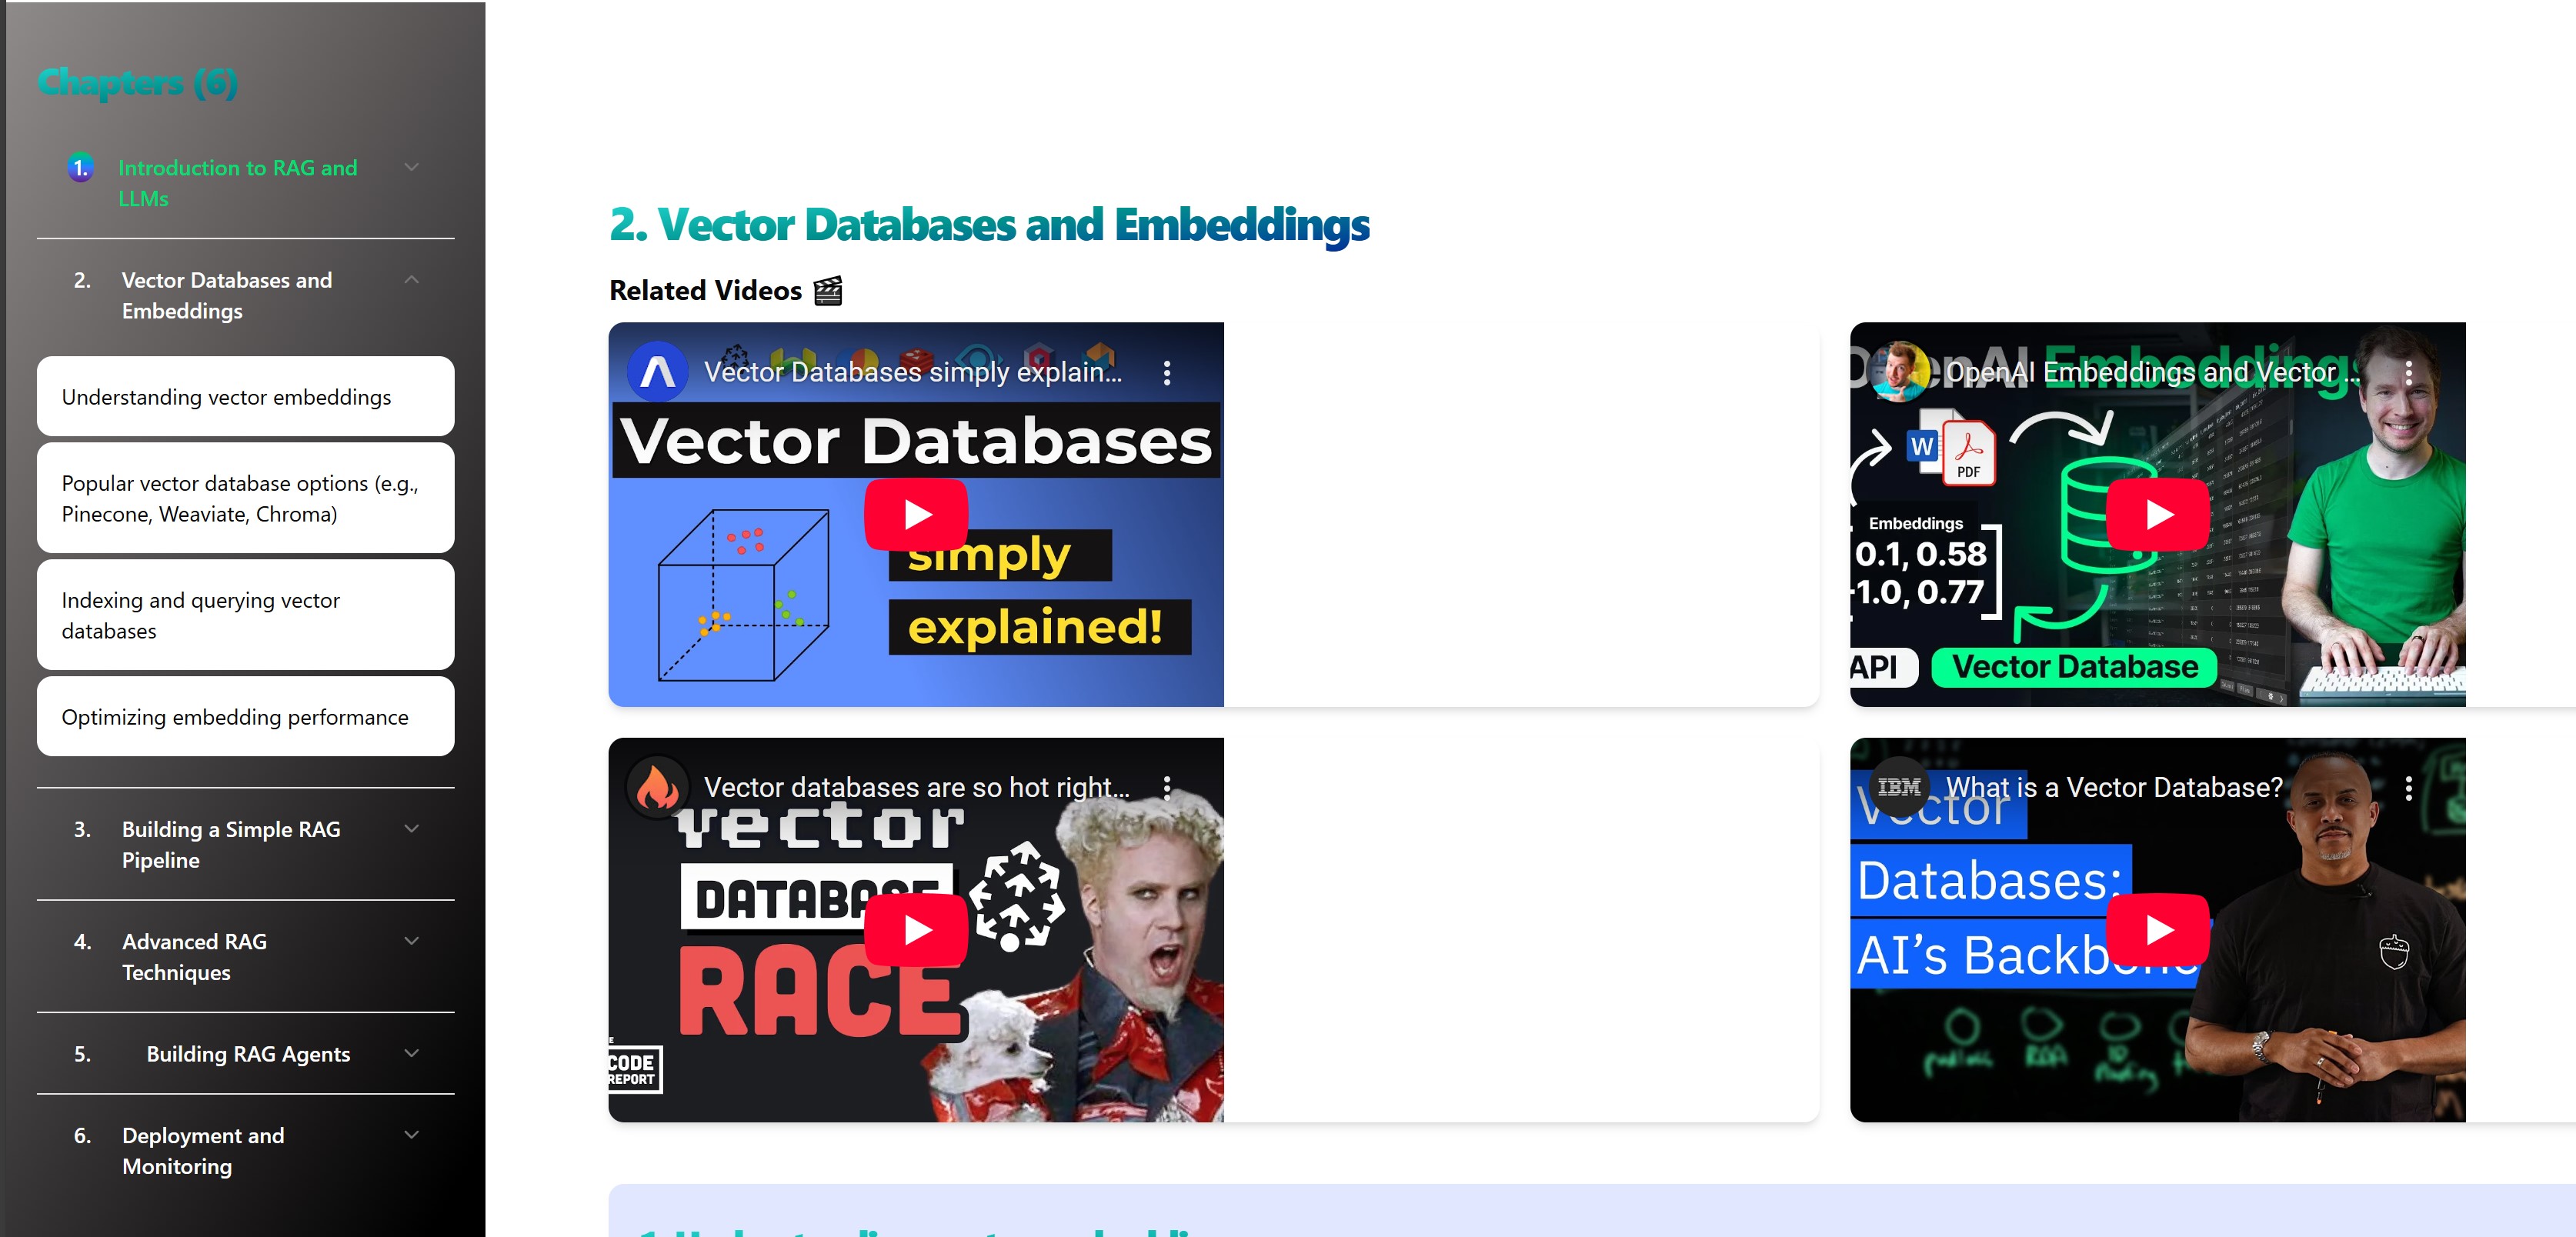 Chapters (6)
1. Introduction to RAG and
LLMs
2. Vector Databases and
Embeddings
Understanding vector embeddings
Popular vector database options (e.g.,
Pinecone, Weaviate, Chroma)
Indexing and querying vector
databases
Optimizing embedding performance
3. Building a Simple RAG
Pipeline
4. Advanced RAG
Techniques
5. Building RAG Agents
6. Deployment and
Monitoring
2. Vector Databases and Embeddings
Related Videos
Vector Databases simply explain...
Vector Databases
simply
explained!
OpenAI Embeddings and Vector ...
OpenAI Embeddings
W
PDF
Embeddings
0.1, 0.58
-1.0, 0.77
API
Vector Database
Vector databases are so hot right...
vector
DATABASE
RACE
CODE
REPORT
IBM
What is a Vector Database?
Vector
Databases:
AI's Backbone